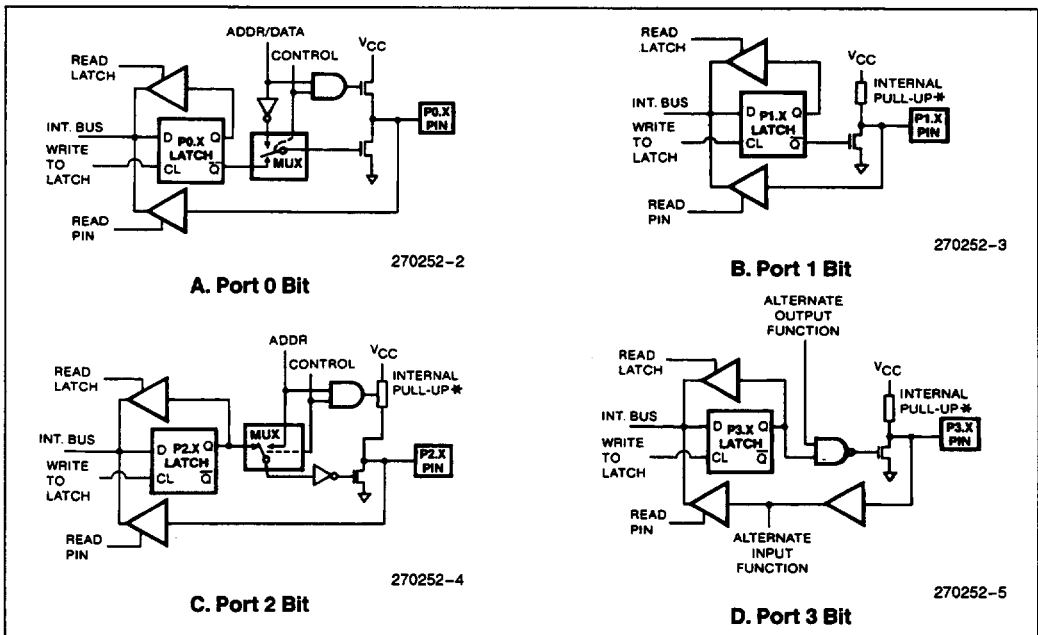 ADDR/DATA
CONTROL
VCC
READ
LATCH
INT. BUS
WRITE
TO
LATCH
D P0.X Q
LATCH
CL Q
MUX
P0.X
PIN
READ
PIN
270252-2
A. Port 0 Bit
READ
LATCH
VCC
INTERNAL
PULL-UP*
INT. BUS
WRITE
TO
LATCH
D P1.X Q
LATCH
CL Q
P1.X
PIN
READ
PIN
270252-3
B. Port 1 Bit
ADDR
CONTROL
VCC
INTERNAL
PULL-UP*
READ
LATCH
INT. BUS
WRITE
TO
LATCH
D P2.X Q
LATCH
CL Q
MUX
P2.X
PIN
READ
PIN
270252-4
C. Port 2 Bit
ALTERNATE
OUTPUT
FUNCTION
VCC
INTERNAL
PULL-UP*
READ
LATCH
INT. BUS
WRITE
TO
LATCH
D P3.X Q
LATCH
CL Q
P3.X
PIN
READ
PIN
ALTERNATE
INPUT
FUNCTION
270252-5
D. Port 3 Bit